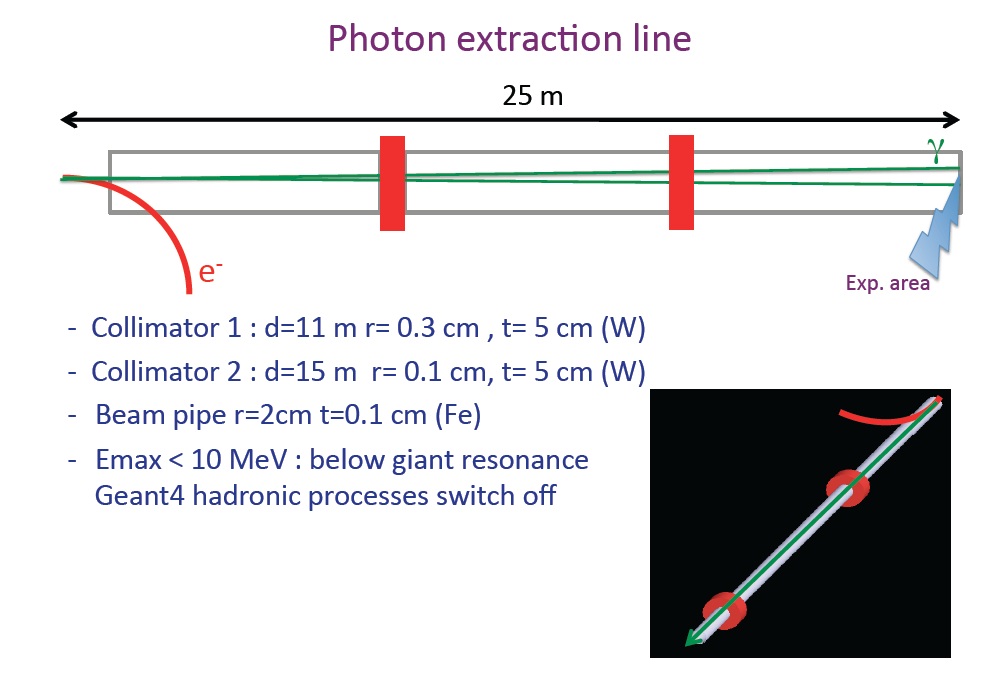 Photon extraction line
25 m
γ
e-
Exp. area
- Collimator 1 : d=11 m r= 0.3 cm , t= 5 cm (W)
- Collimator 2 : d=15 m r= 0.1 cm, t= 5 cm (W)
- Beam pipe r=2cm t=0.1 cm (Fe)
- Emax < 10 MeV : below giant resonance
Geant4 hadronic processes switch off